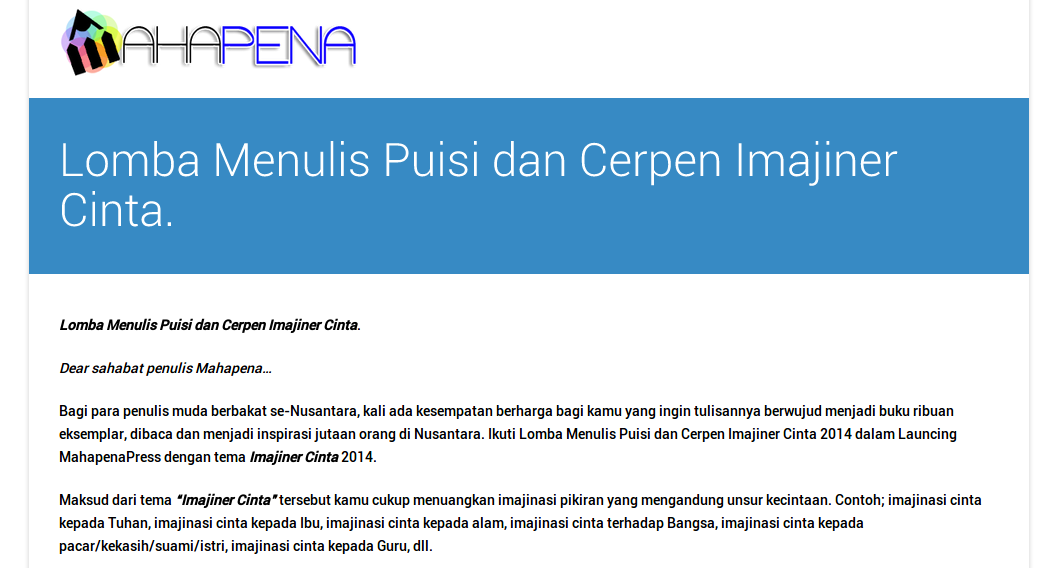 MAHAPENA
Lomba Menulis Puisi dan Cerpen Imajiner
Cinta.
Lomba Menulis Puisi dan Cerpen Imajiner Cinta.
Dear sahabat penulis Mahapena...
Bagi para penulis muda berbakat se-Nusantara, kali ada kesempatan berharga bagi kamu yang ingin tulisannya berwujud menjadi buku ribuan
eksemplar, dibaca dan menjadi inspirasi jutaan orang di Nusantara. Ikuti Lomba Menulis Puisi dan Cerpen Imajiner Cinta 2014 dalam Launcing
MahapenaPress dengan tema Imajiner Cinta 2014.
Maksud dari tema “Imajiner Cinta” tersebut kamu cukup menuangkan imajinasi pikiran yang mengandung unsur kecintaan. Contoh; imajinasi cinta
kepada Tuhan, imajinasi cinta kepada Ibu, imajinasi cinta kepada alam, imajinasi cinta terhadap Bangsa, imajinasi cinta kepada
pacar/kekasih/suami/istri, imajinasi cinta kepada Guru, dll.